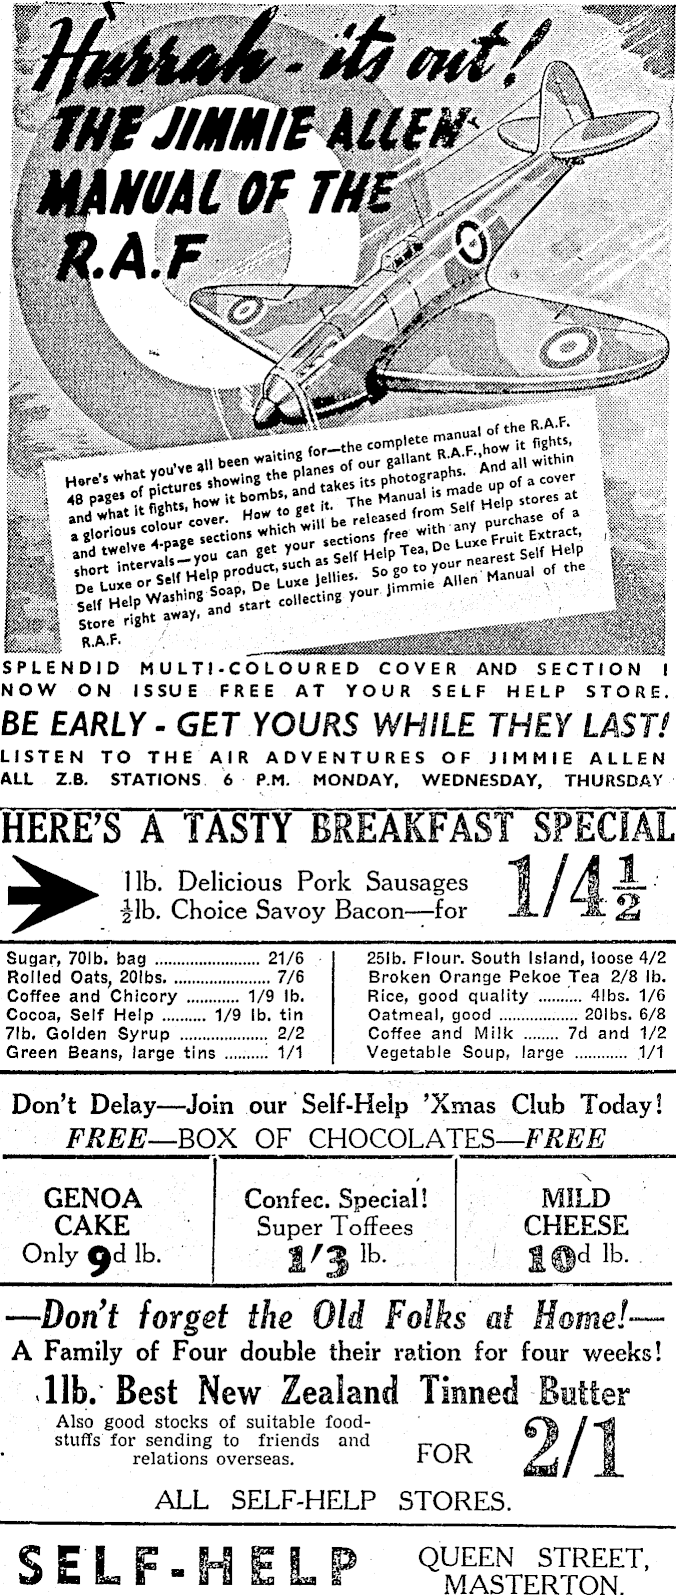 Hurrah - its out!
THE JIMMIE ALLEN
MANUAL OF THE
R.A.F
Here's what you've all been waiting for—the complete manual of the R.A.F.
48 pages of pictures showing the planes of our gallant R.A.F., how it fights,
and what it fights, how it bombs, and takes its photographs. And all within
a glorious colour cover. How to get it. The Manual is made up of a cover
and twelve 4-page sections which will be released from Self Help stores at
short intervals—you can get your sections free with any purchase of a
De Luxe or Self Help product, such as Self Help Tea, De Luxe Fruit Extract,
Self Help Washing Soap, De Luxe Jellies. So go to your nearest Self Help
Store right away, and start collecting your Jimmie Allen Manual of the
R.A.F.
SPLENDID MULTI-COLOURED COVER AND SECTION I
NOW ON ISSUE FREE AT YOUR SELF HELP STORE.
BE EARLY - GET YOURS WHILE THEY LAST!
LISTEN TO THE AIR ADVENTURES OF JIMMIE ALLEN
ALL Z.B. STATIONS 6 P.M. MONDAY, WEDNESDAY, THURSDAY
HERE'S A TASTY BREAKFAST SPECIAL
1lb. Delicious Pork Sausages
½lb. Choice Savoy Bacon—for
1/4½
Sugar, 70lb. bag ........................ 21/6
Rolled Oats, 20lbs. ...................... 7/6
Coffee and Chicory ............ 1/9 lb.
Cocoa, Self Help .......... 1/9 lb. tin
7lb. Golden Syrup .................... 2/2
Green Beans, large tins .......... 1/1
25lb. Flour. South Island, loose 4/2
Broken Orange Pekoe Tea 2/8 lb.
Rice, good quality .......... 4lbs. 1/6
Oatmeal, good .................. 20lbs. 6/8
Coffee and Milk ........ 7d and 1/2
Vegetable Soup, large ............ 1/1
Don't Delay—Join our Self-Help 'Xmas Club Today!
FREE—BOX OF CHOCOLATES—FREE
GENOA
CAKE
Only 9d lb.
Confec. Special!
Super Toffees
1/3 lb.
MILD
CHEESE
10d lb.
—Don't forget the Old Folks at Home!—
A Family of Four double their ration for four weeks!
1lb. Best New Zealand Tinned Butter
Also good stocks of suitable food-
stuffs for sending to friends and
relations overseas.
FOR
2/1
ALL SELF-HELP STORES.
SELF-HELP
QUEEN STREET,
MASTERTON.